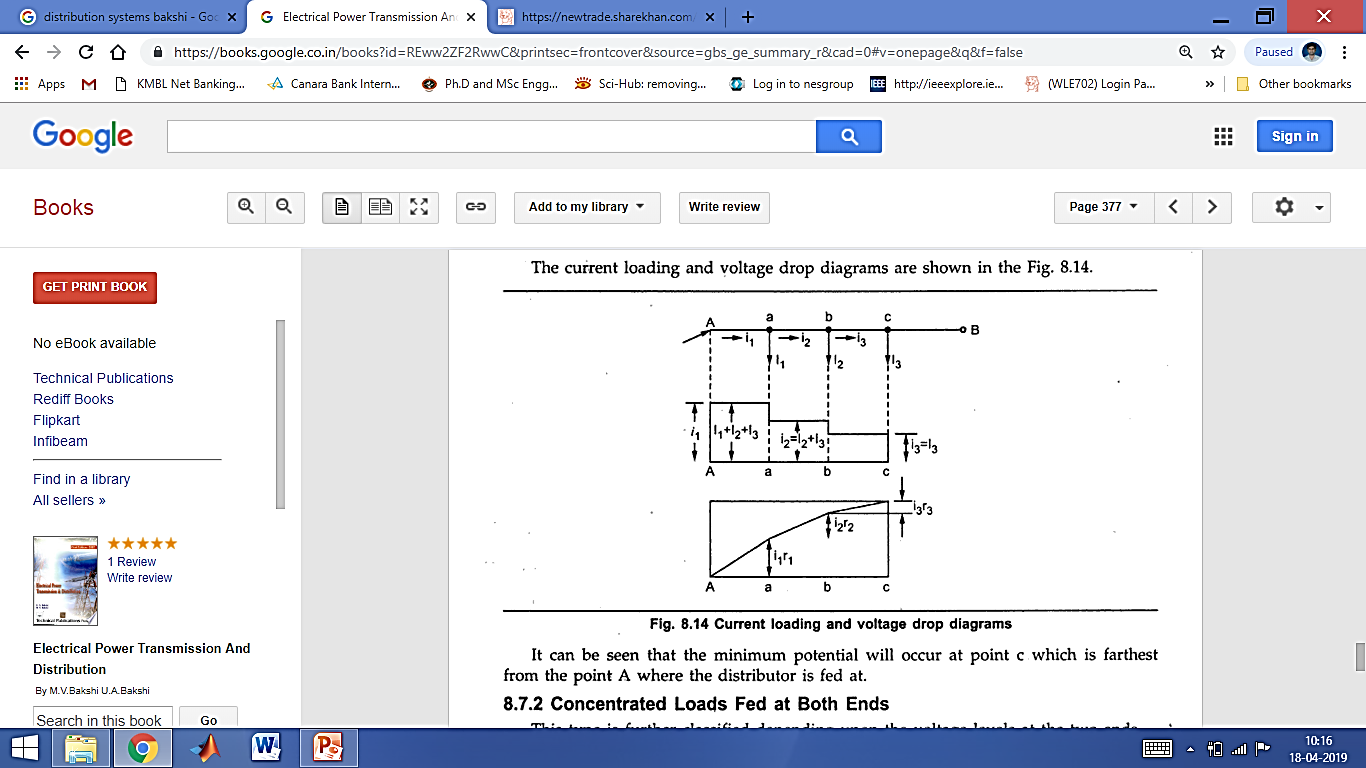 distribution systems bakshi - Goo
Electrical Power Transmission An
https://newtrade.sharekhan.com/
https://books.google.co.in/books?id=REww2ZF2RwwC&printsec=frontcover&source=gbs_ge_summary_r&cad=0#v=onepage&q&f=false
Paused
Apps
KMBL Net Banking...
Canara Bank Intern...
Ph.D and MSc Engg...
Sci-Hub: removing...
Log in to nesgroup
IEEE http://ieeexplore.ie...
(WLE702) Login Pa...
» Other bookmarks
Google
Sign in
Books
Add to my library
Write review
Page 377
GET PRINT BOOK
No eBook available
Technical Publications
Rediff Books
Flipkart
Infibeam
Find in a library
All sellers »
1 Review
Write review
Electrical Power Transmission And
Distribution
By M.V.Bakshi U.A.Bakshi
Search in this book Go
The current loading and voltage drop diagrams are shown in the Fig. 8.14.
A a b c B
i1 i2 i3
I1 I2 I3
i1 I1+I2+I3 i2=I2+I3 i3=I3
A a b c
i3r3
i2r2
i1r1
A a b c
Fig. 8.14 Current loading and voltage drop diagrams
It can be seen that the minimum potential will occur at point c which is farthest
from the point A where the distributor is fed at.
8.7.2 Concentrated Loads Fed at Both Ends
10:16
18-04-2019